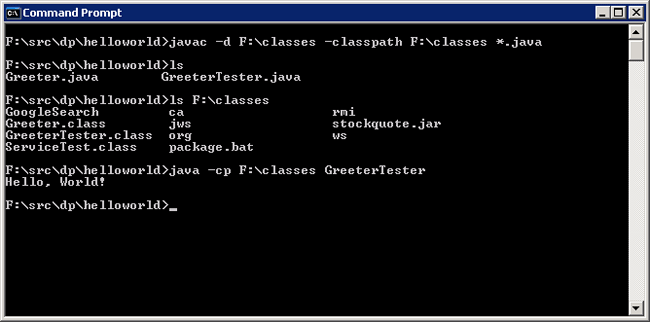 Command Prompt
F:\src\dp\helloworld>javac -d F:\classes -classpath F:\classes *.java
F:\src\dp\helloworld>ls
Greeter.java        GreeterTester.java
F:\src\dp\helloworld>ls F:\classes
GoogleSearch         ca                   rmi
Greeter.class        jws                  stockquote.jar
GreeterTester.class  org                  ws
ServiceTest.class    package.bat
F:\src\dp\helloworld>java -cp F:\classes GreeterTester
Hello, World!
F:\src\dp\helloworld>_